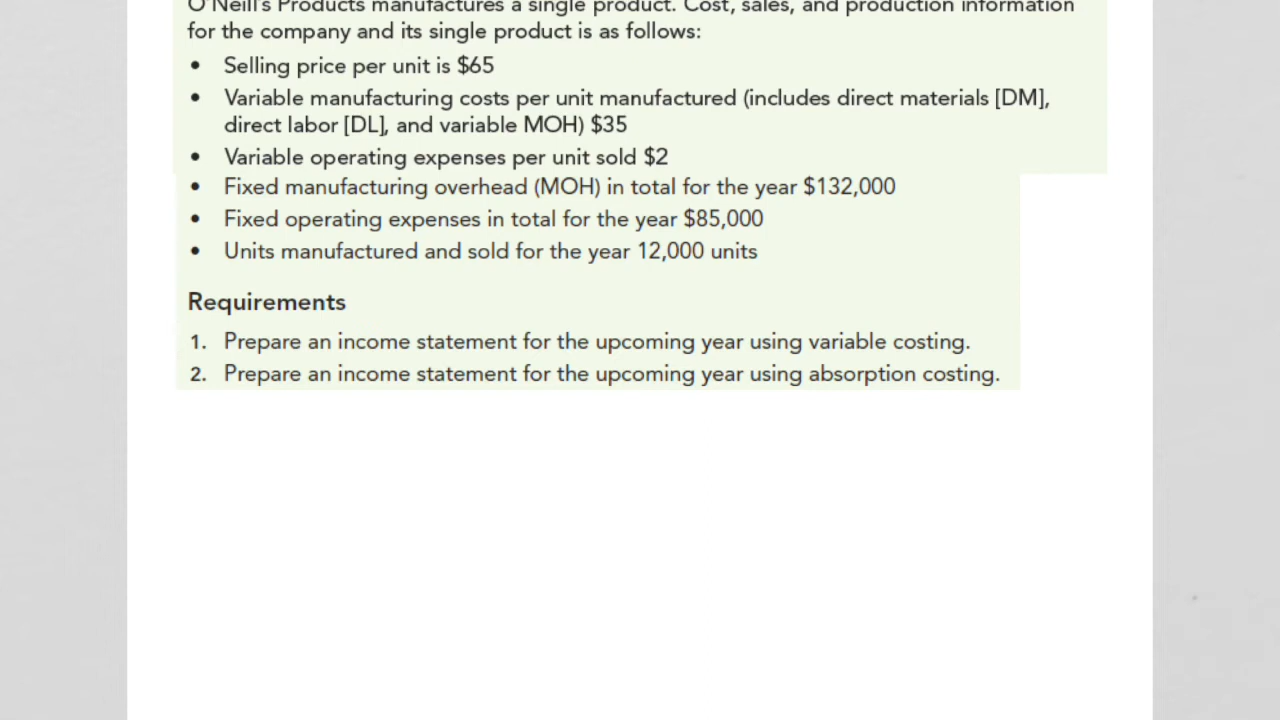 O'Neill's Products manufactures a single product. Cost, sales, and production information
for the company and its single product is as follows:
• Selling price per unit is $65
• Variable manufacturing costs per unit manufactured (includes direct materials [DM],
direct labor [DL], and variable MOH) $35
• Variable operating expenses per unit sold $2
• Fixed manufacturing overhead (MOH) in total for the year $132,000
• Fixed operating expenses in total for the year $85,000
• Units manufactured and sold for the year 12,000 units
Requirements
1. Prepare an income statement for the upcoming year using variable costing.
2. Prepare an income statement for the upcoming year using absorption costing.